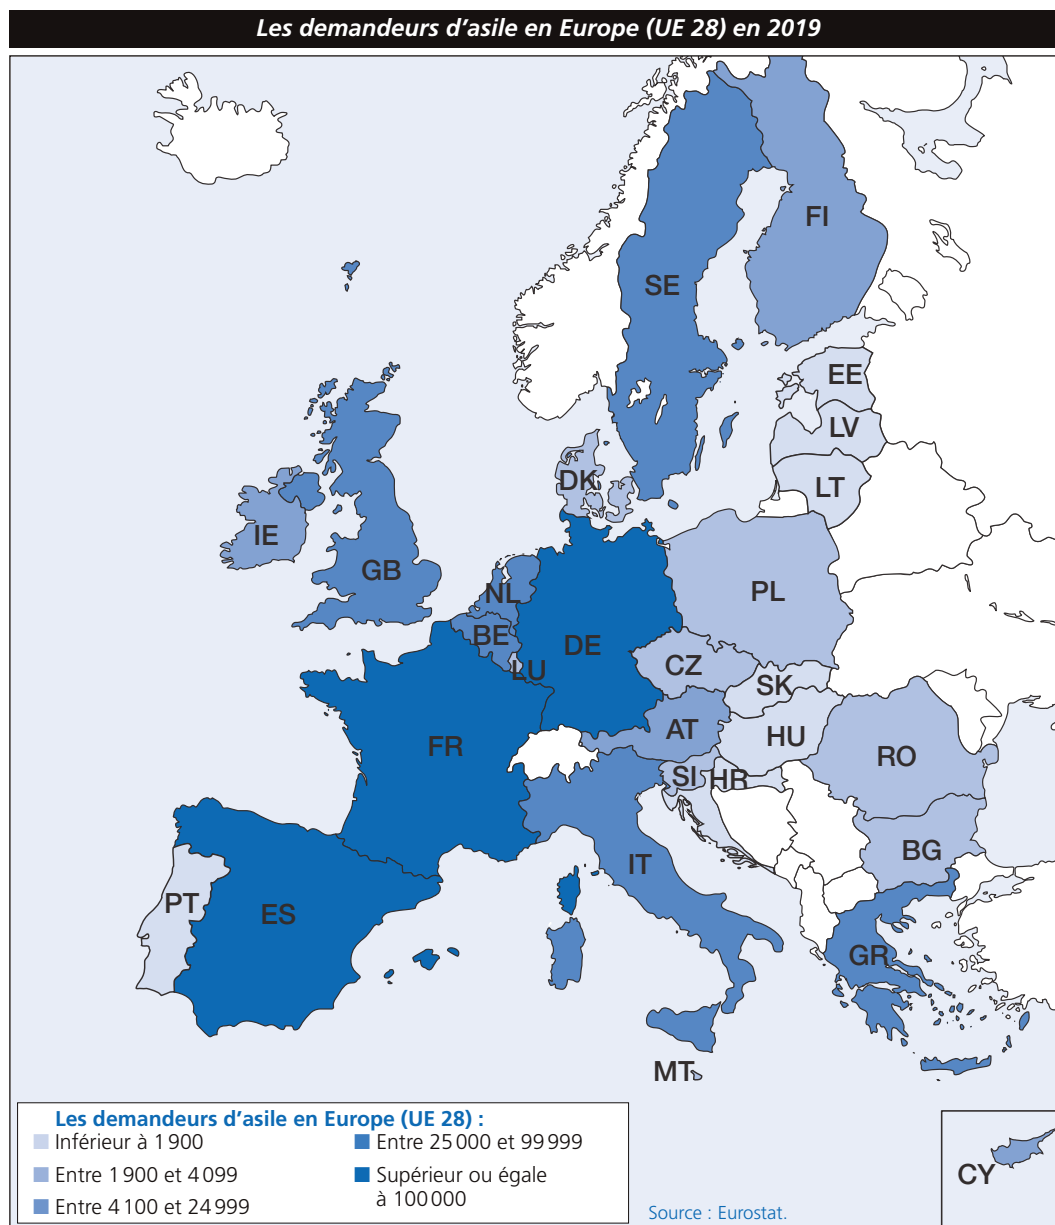 Les demandeurs d'asile en Europe (UE 28) en 2019
FI
SE
EE
LV
DK
LT
IE
GB
NL
PL
BE
DE
LU
CZ
SK
AT
HU
FR
RO
SI
HR
BG
IT
PT
ES
GR
MT
Les demandeurs d'asile en Europe (UE 28) :
Inférieur à 1 900
Entre 1 900 et 4 099
Entre 4 100 et 24 999
Entre 25 000 et 99 999
Supérieur ou égale
à 100 000
CY
Source : Eurostat.